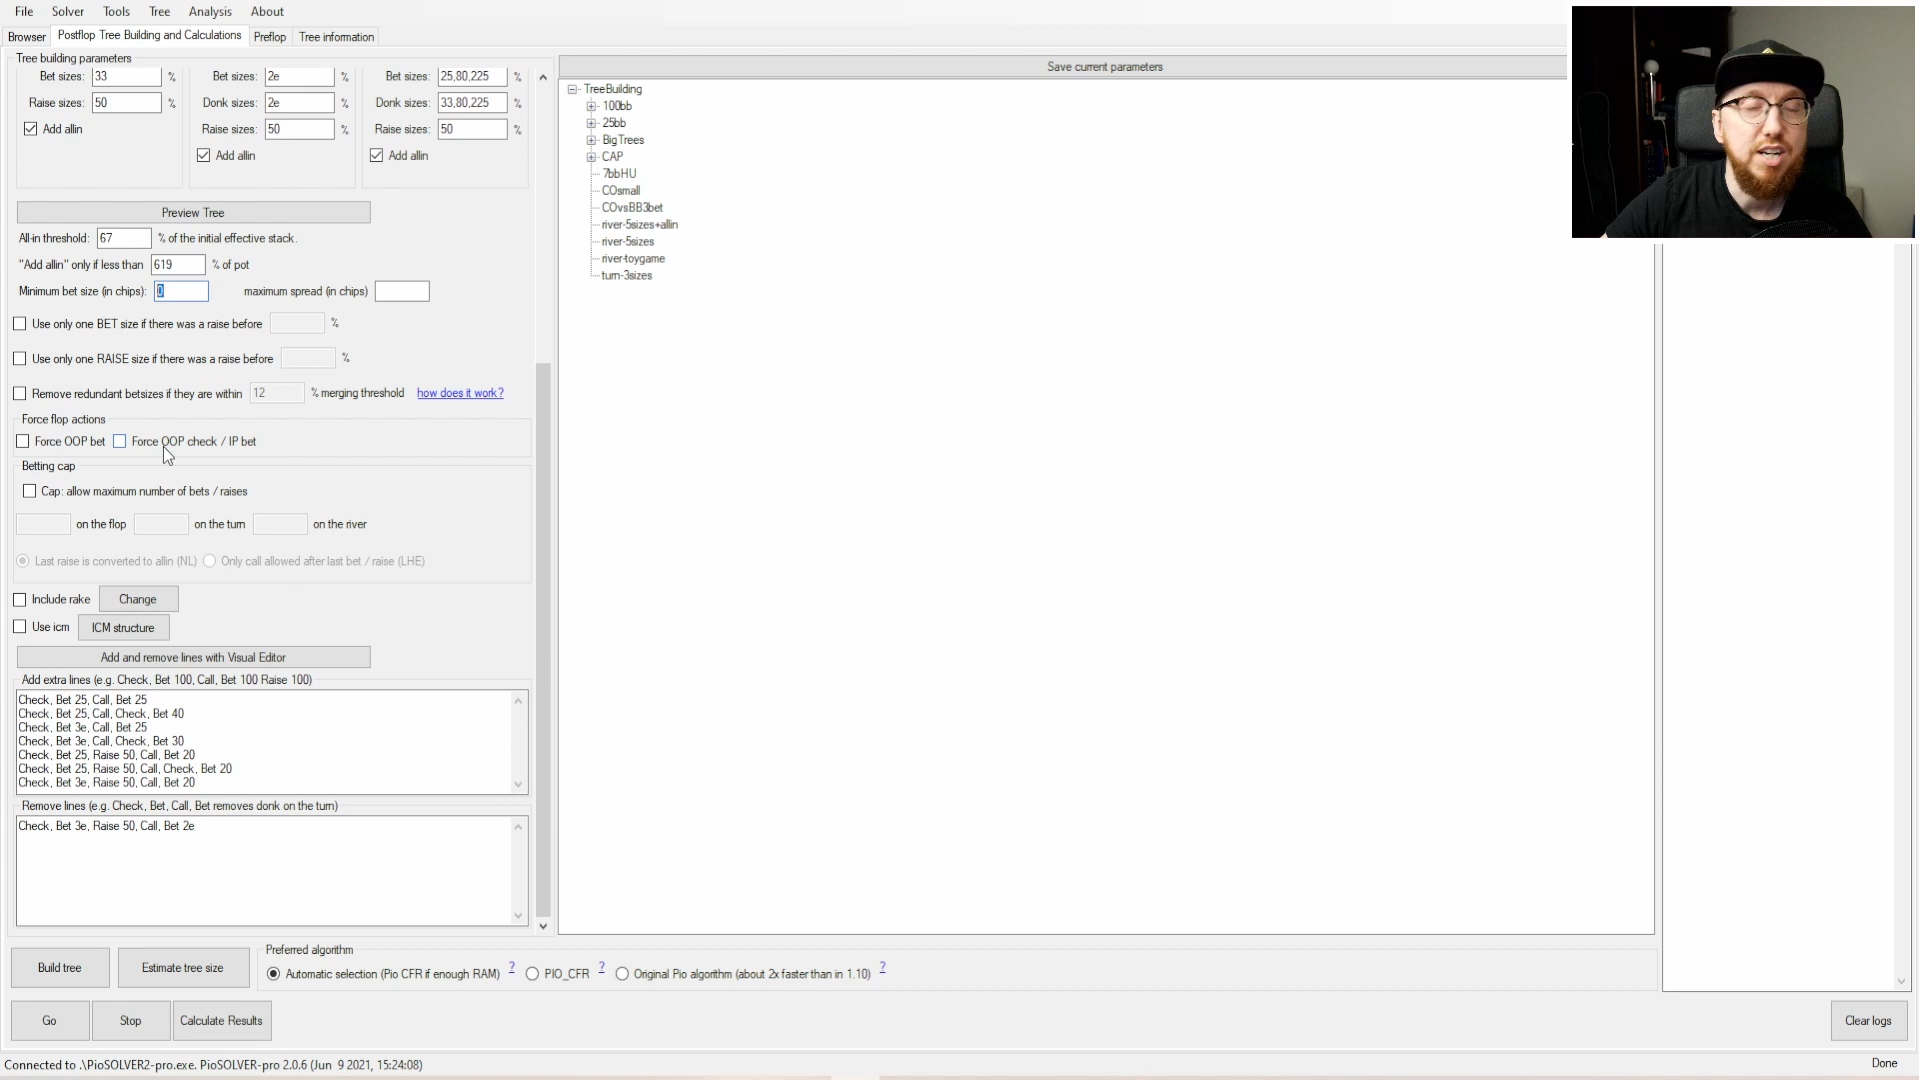 File Solver Tools Tree Analysis About
Browser Postflop Tree Building and Calculations Preflop Tree information
Tree building parameters
Bet sizes: 33 % Bet sizes: 2e % Bet sizes: 25,80,225 %
Raise sizes: 50 % Donk sizes: 2e % Donk sizes: 33,80,225 %
Add allin Raise sizes: 50 % Raise sizes: 50 %
Add allin Add allin
Preview Tree
All-in threshold: 67 % of the initial effective stack.
"Add allin" only if less than 619 % of pot
Minimum bet size (in chips): 0 maximum spread (in chips)
Use only one BET size if there was a raise before %
Use only one RAISE size if there was a raise before %
Remove redundant betsizes if they are within 12 % merging threshold how does it work?
Force flop actions
Force OOP bet Force OOP check / IP bet
Betting cap
Cap: allow maximum number of bets / raises
on the flop on the turn on the river
Last raise is converted to allin (NL) Only call allowed after last bet / raise (LHE)
Include rake Change
Use icm ICM structure
Add and remove lines with Visual Editor
Add extra lines (e.g. Check, Bet 100, Call, Bet 100 Raise 100)
Check, Bet 25, Call, Bet 25
Check, Bet 25, Call, Check, Bet 40
Check, Bet 3e, Call, Bet 25
Check, Bet 3e, Call, Check, Bet 30
Check, Bet 25, Raise 50, Call, Bet 20
Check, Bet 25, Raise 50, Call, Check, Bet 20
Check, Bet 3e, Raise 50, Call, Bet 20
Remove lines (e.g. Check, Bet, Call, Bet removes donk on the turn)
Check, Bet 3e, Raise 50, Call, Bet 2e
Save current parameters
TreeBuilding
100bb
25bb
BigTrees
CAP
7bbHU
COsmall
COvsBB3bet
river-5sizes+allin
river-5sizes
river-toygame
turn-3sizes
Build tree Estimate tree size
Preferred algorithm
Automatic selection (Pio CFR if enough RAM) ? PIO_CFR ? Original Pio algorithm (about 2x faster than in 1.10) ?
Go Stop Calculate Results Clear logs
Connected to .\PioSOLVER2-pro.exe. PioSOLVER-pro 2.0.6 (Jun 9 2021, 15:24:08) Done